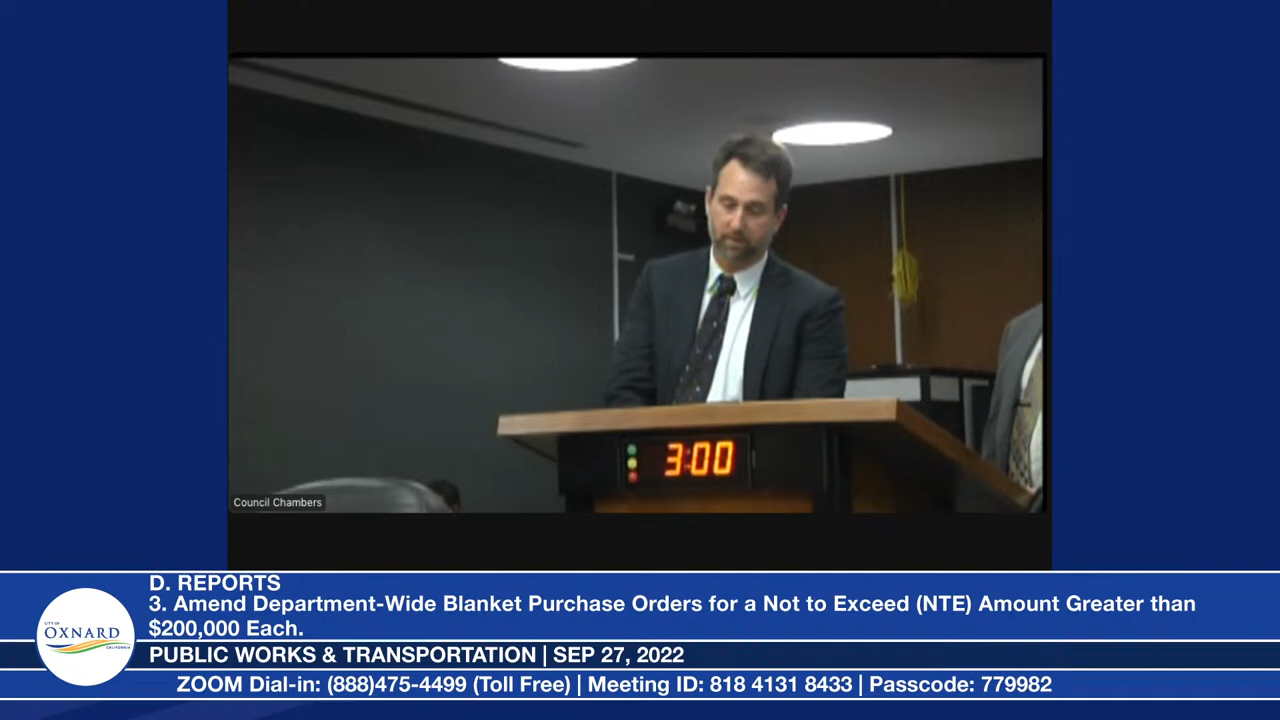 3:00
Council Chambers
D. REPORTS
3. Amend Department-Wide Blanket Purchase Orders for a Not to Exceed (NTE) Amount Greater than
$200,000 Each.
CITY OF
OXNARD
CALIFORNIA
PUBLIC WORKS & TRANSPORTATION | SEP 27, 2022
ZOOM Dial-in: (888)475-4499 (Toll Free) | Meeting ID: 818 4131 8433 | Passcode: 779982